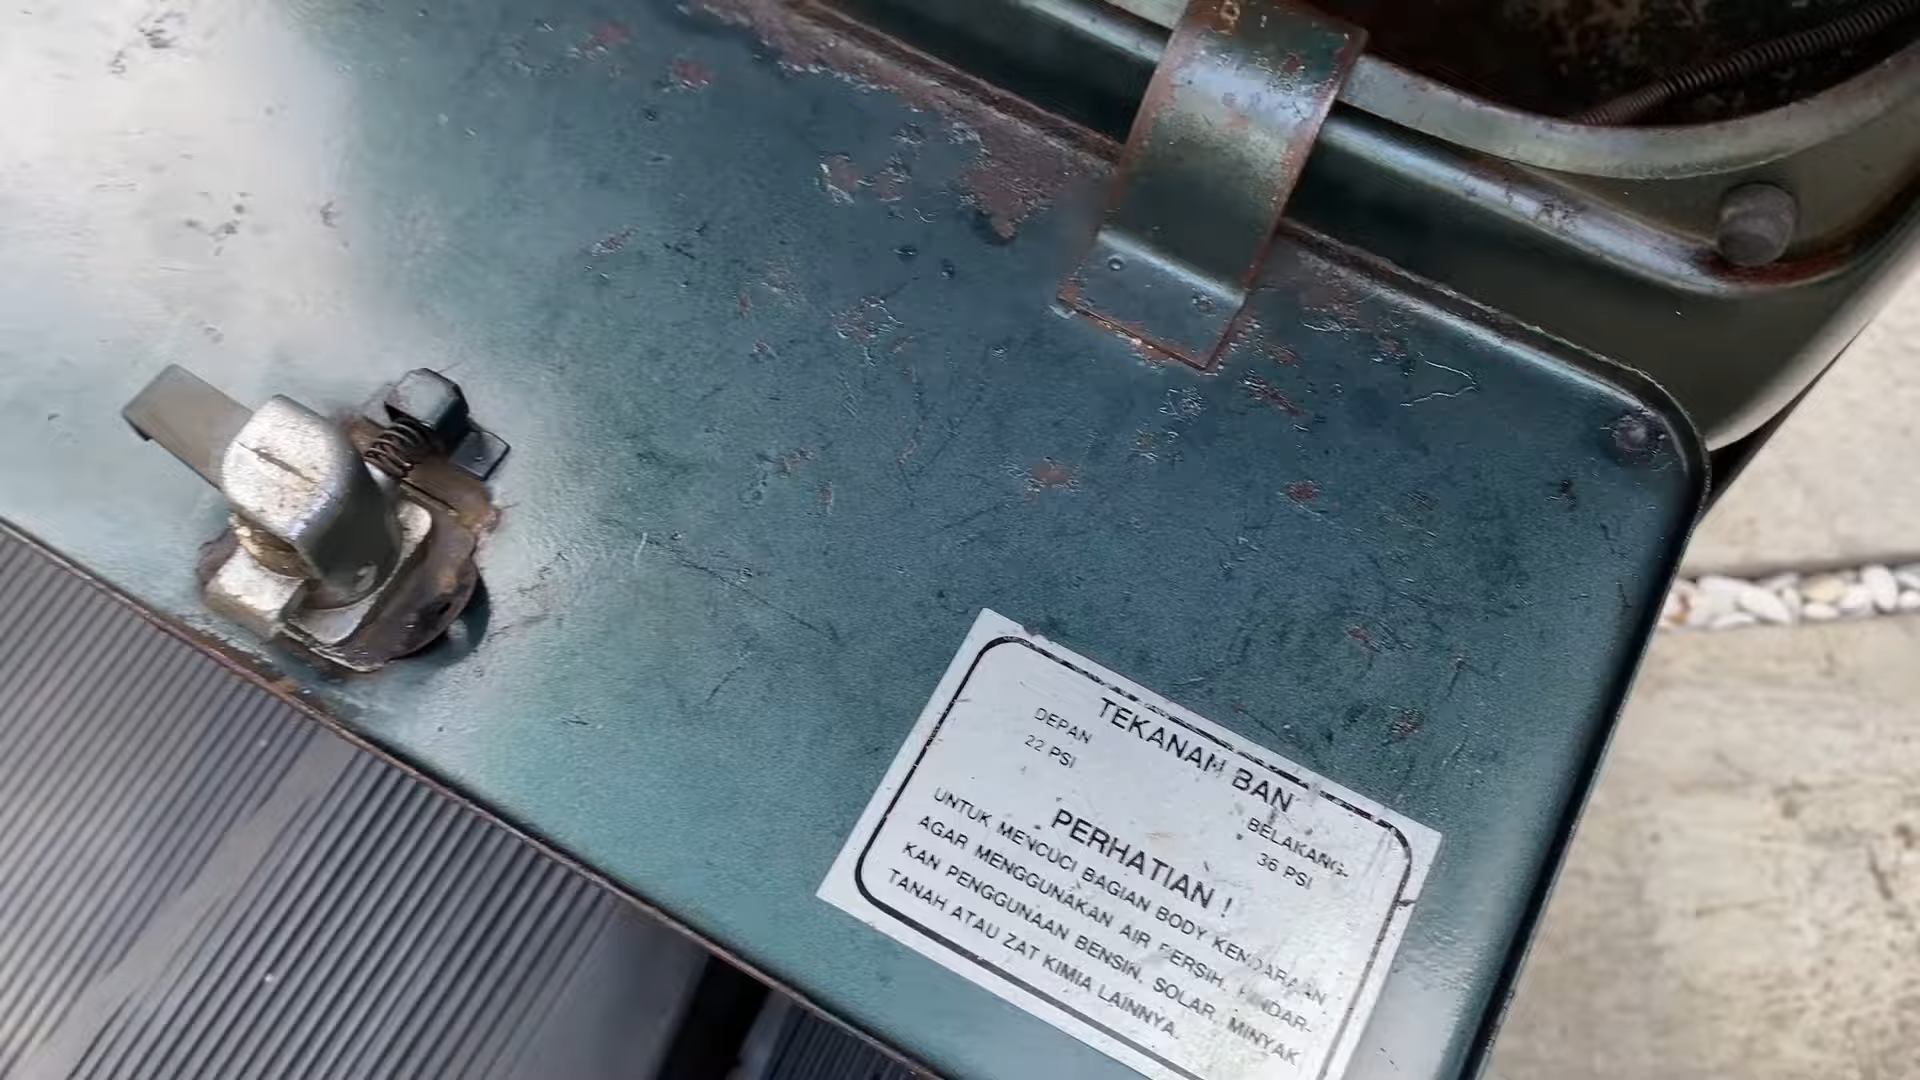 TEKANAN BAN
DEPAN BELAKANG
22 PSI 36 PSI
PERHATIAN !
UNTUK MENCUCI BAGIAN BODY KENDARAAN
AGAR MENGGUNAKAN AIR BERSIH. HINDAR-
KAN PENGGUNAAN BENSIN, SOLAR, MINYAK
TANAH ATAU ZAT KIMIA LAINNYA.